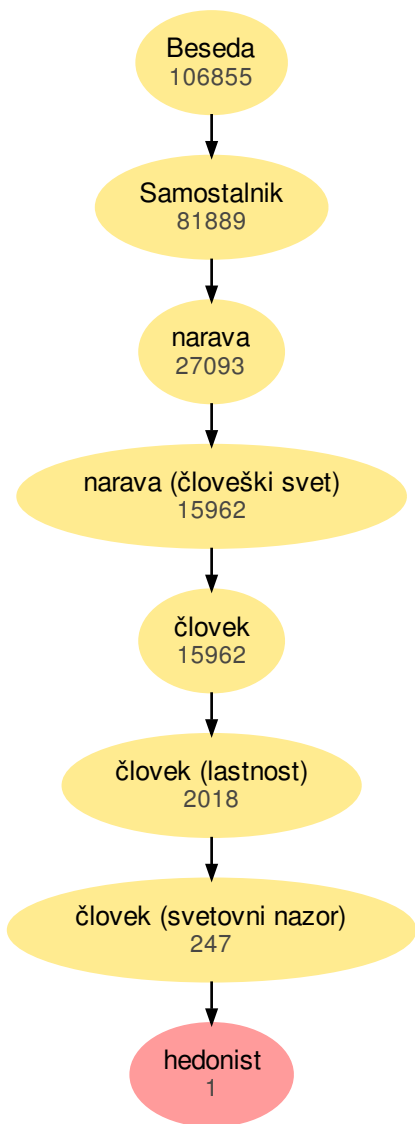 Beseda
106855
Samostalnik
81889
narava
27093
narava (človeški svet)
15962
človek
15962
človek (lastnost)
2018
človek (svetovni nazor)
247
hedonist
1